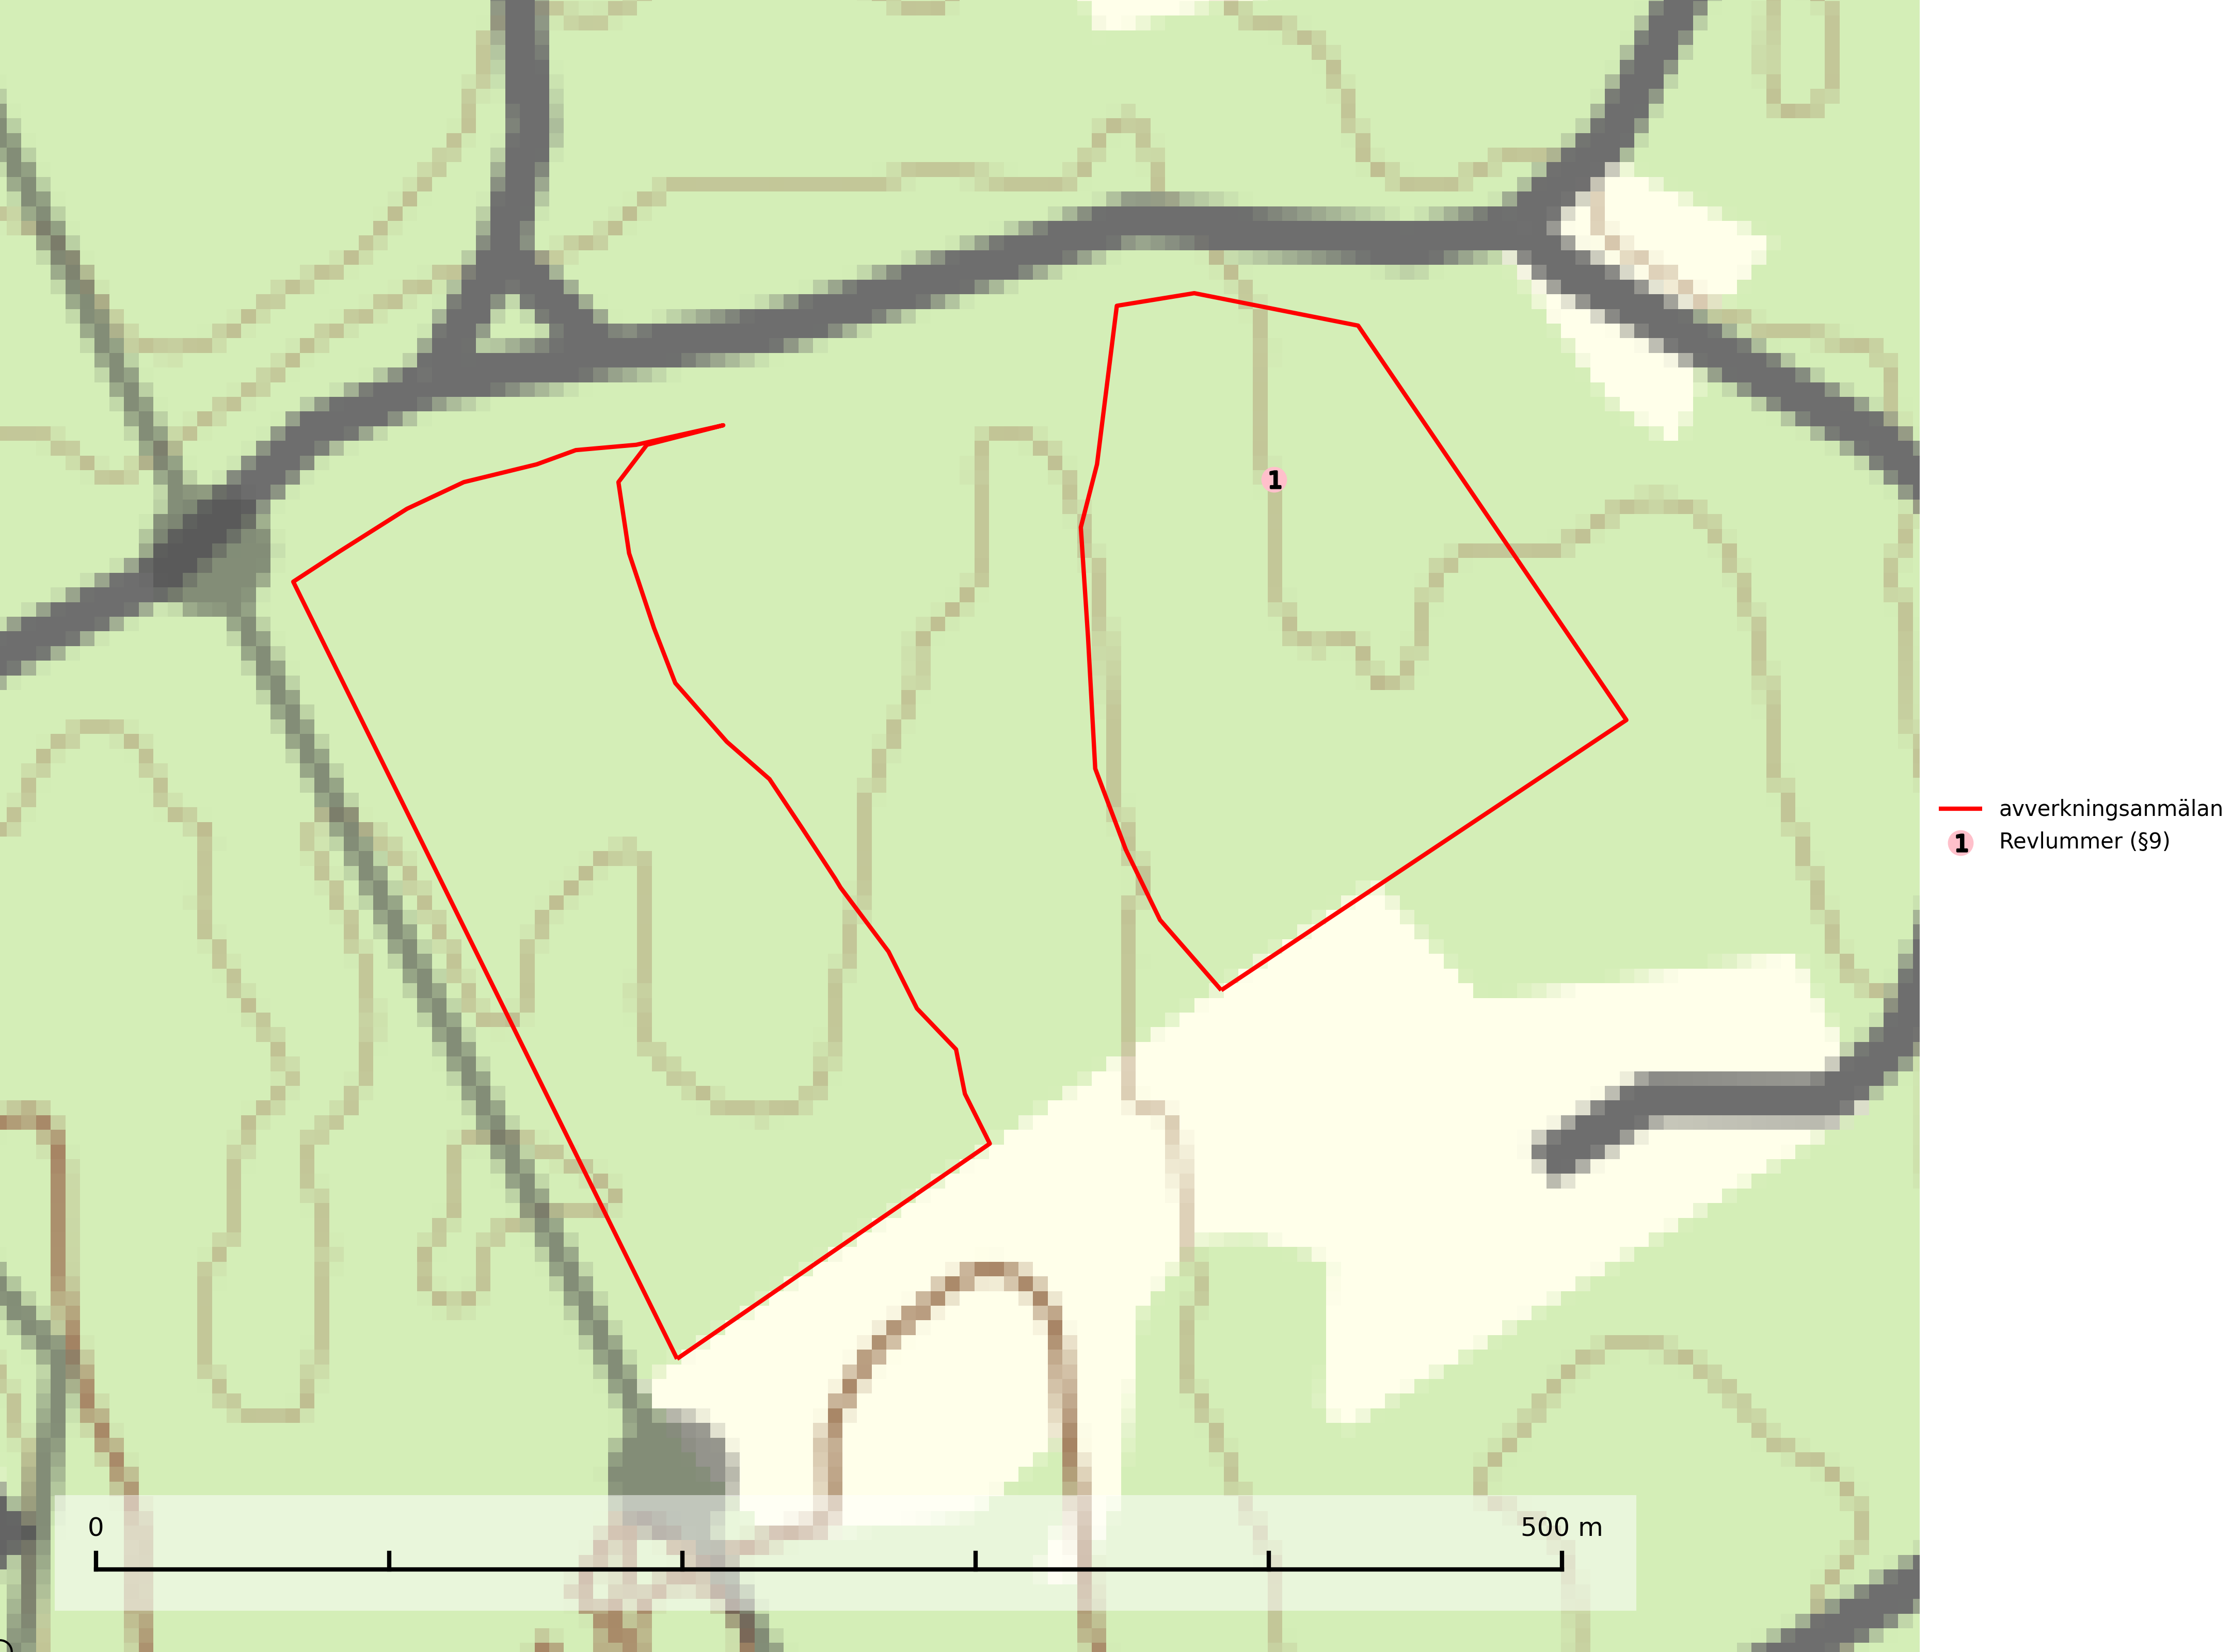 1
avverkningsanmälan
1 Revlummer (§9)
0 500 m